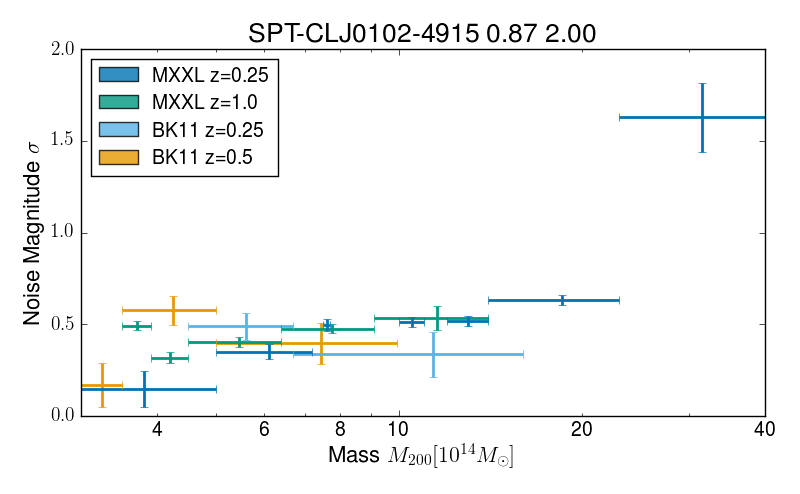 SPT-CLJ0102-4915 0.87 2.00
2.0
MXXL z=0.25
MXXL z=1.0
BK11 z=0.25
BK11 z=0.5
1.5
1.0
0.5
0.0
Noise Magnitude σ
4 6 8 10 20 40
Mass M₂₀₀[10¹⁴M☉]